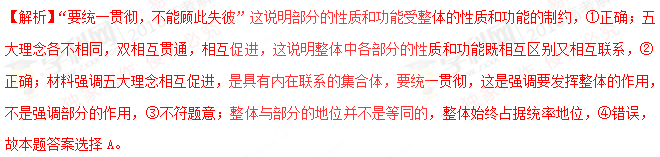 【解析】“要统一贯彻，不能顾此失彼”这说明部分的性质和功能受整体的性质和功能的制约，①正确；五
大理念各不相同，双相互贯通，相互促进，这说明整体中各部分的性质和功能既相互区别又相互联系，②
正确；材料强调五大理念相互促进，是具有内在联系的集合体，要统一贯彻，这是强调要发挥整体的作用，
不是强调部分的作用，③不符题意；整体与部分的地位并不是等同的，整体始终占据统率地位，④错误，
故本题答案选择 A。